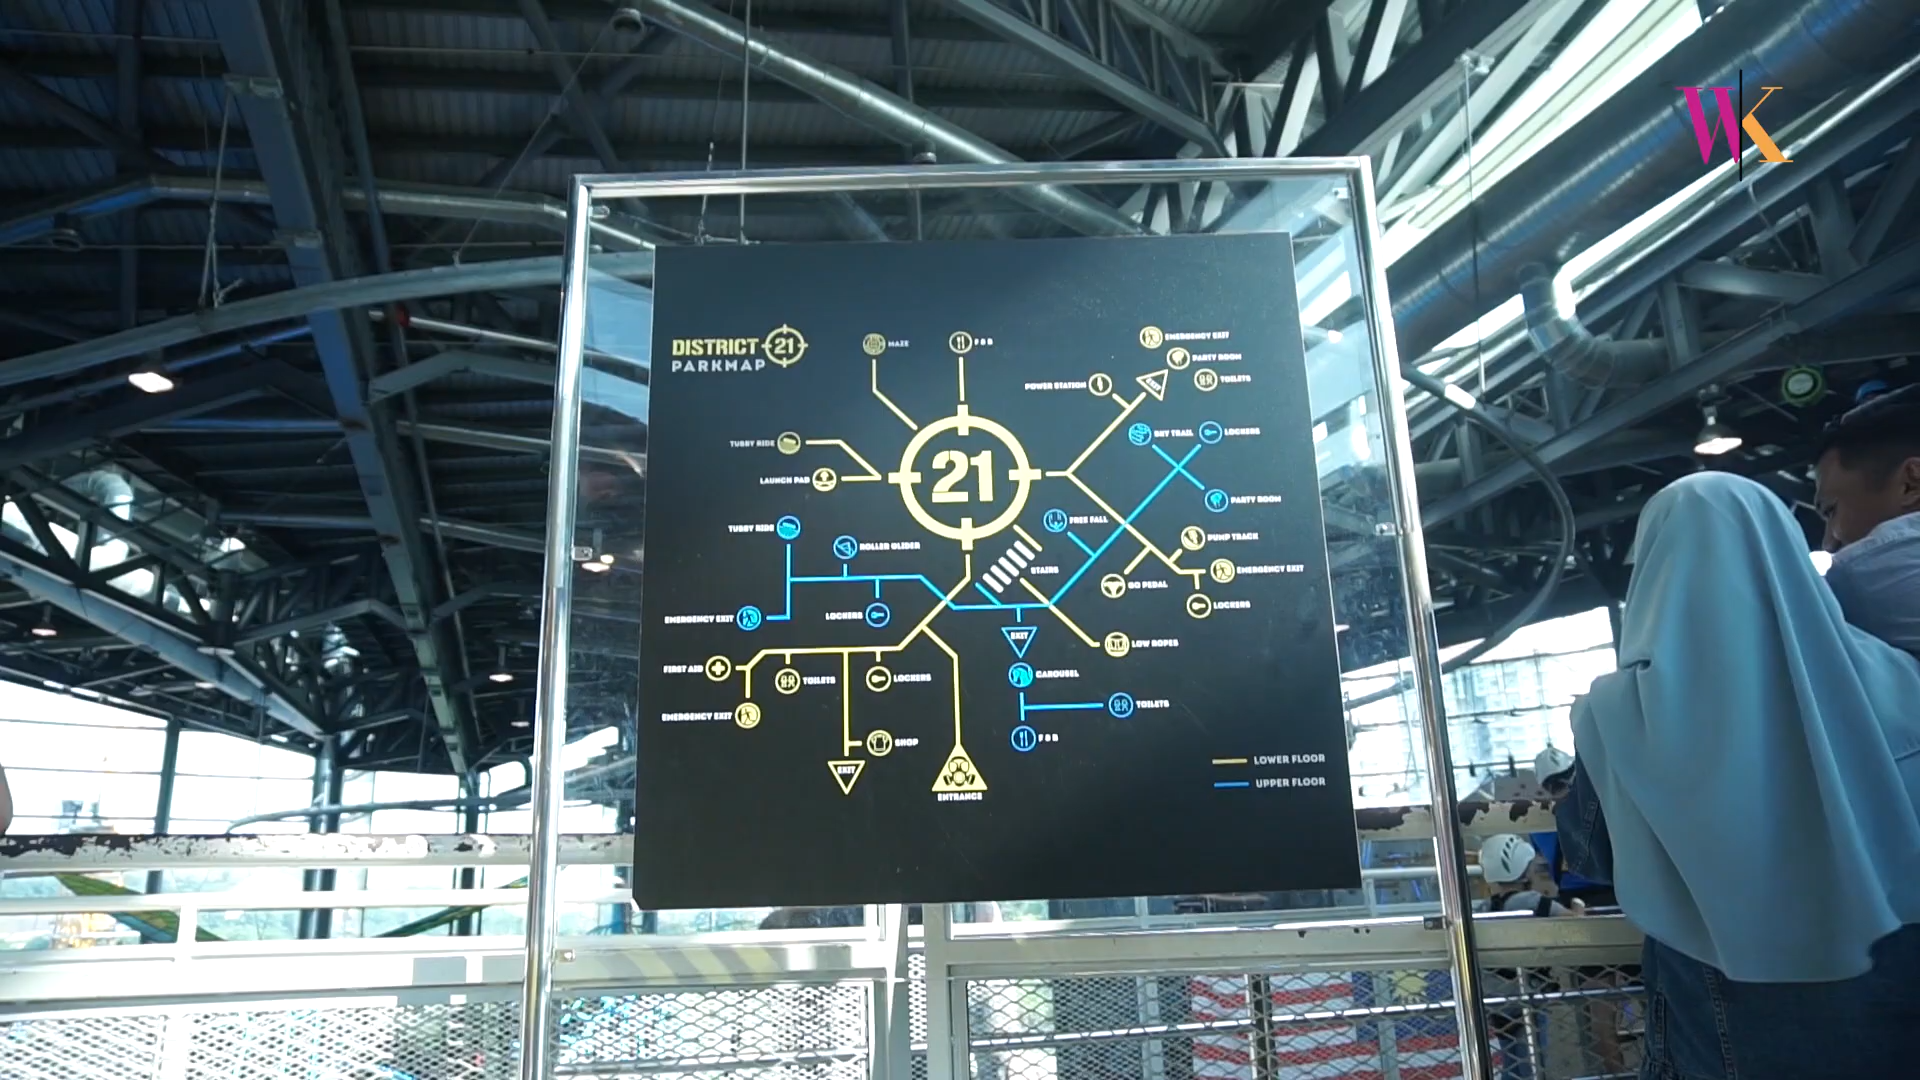 WK
DISTRICT 21
PARKMAP
MAZE
F&B
EMERGENCY EXIT
PARTY ROOM
TOILETS
EXIT
POWER STATION
SKY TRAIL
LOCKERS
TUBBY RIDE
LAUNCH PAD
21
PARTY ROOM
TUBBY RIDE
ROLLER GLIDER
FREE FALL
PUMP TRACK
STAIRS
GO PEDAL
EMERGENCY EXIT
LOCKERS
EMERGENCY EXIT
LOCKERS
EXIT
LOW ROPES
FIRST AID
TOILETS
LOCKERS
CAROUSEL
EMERGENCY EXIT
TOILETS
SHOP
F&B
EXIT
ENTRANCE
LOWER FLOOR
UPPER FLOOR